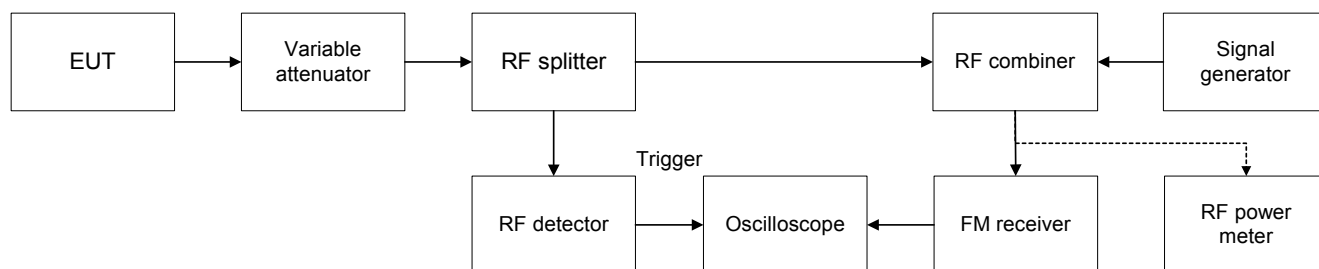 EUT
Variable
attenuator
RF splitter
RF combiner
Signal
generator
Trigger
RF detector
Oscilloscope
FM receiver
RF power
meter